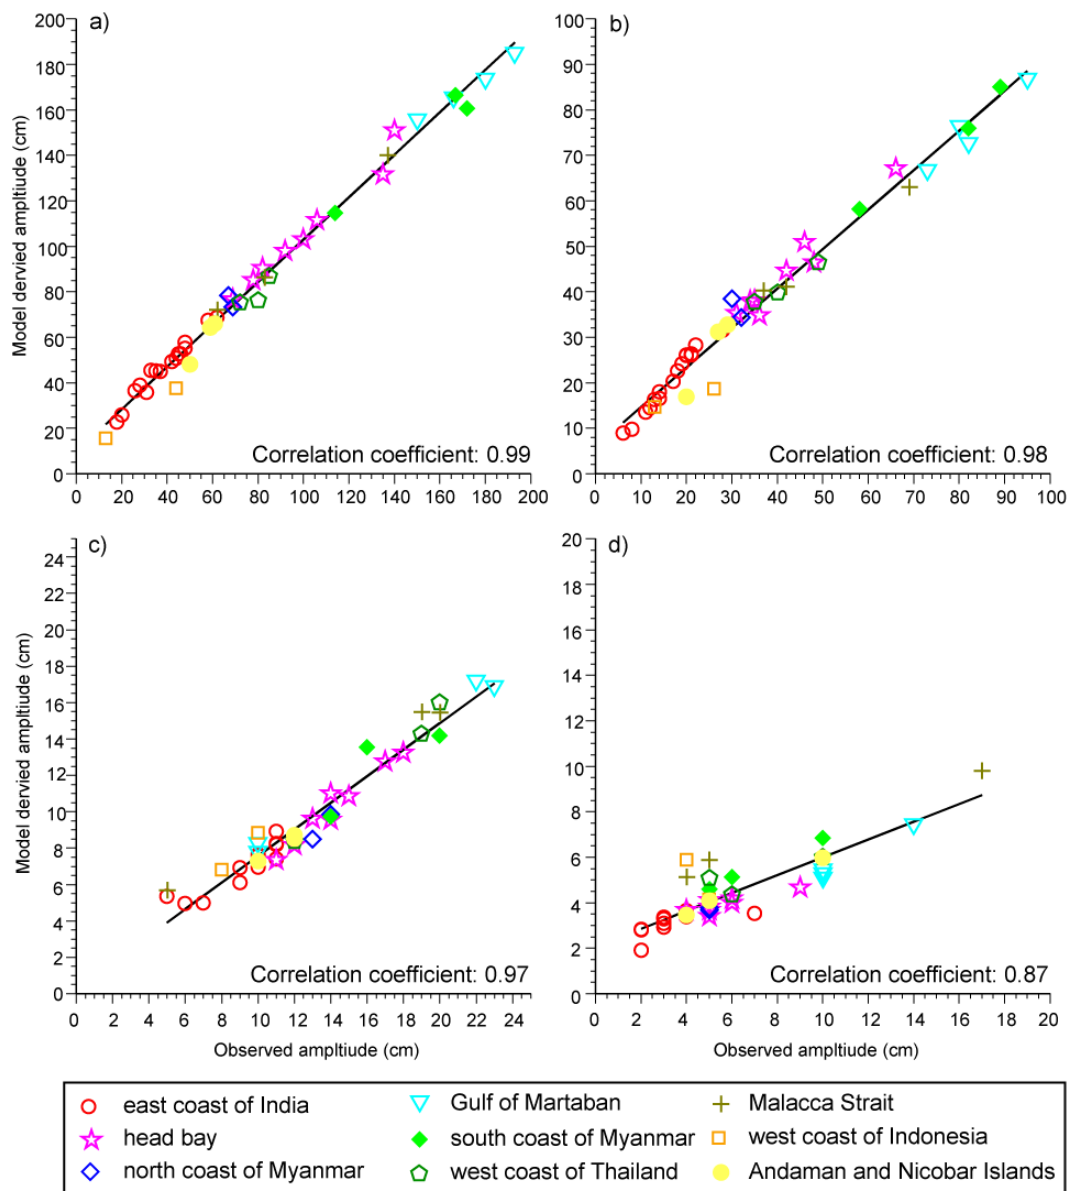 a)
200
180
160
140
120
100
80
60
40
20
0
Model dervied ampltiude (cm)
Correlation coefficient: 0.99
0 20 40 60 80 100 120 140 160 180 200
b)
100
90
80
70
60
50
40
30
20
10
0
Correlation coefficient: 0.98
0 10 20 30 40 50 60 70 80 90 100
c)
24
22
20
18
16
14
12
10
8
6
4
2
0
Model dervied ampltiude (cm)
Correlation coefficient: 0.97
0 2 4 6 8 10 12 14 16 18 20 22 24
Observed ampltiude (cm)
d)
20
18
16
14
12
10
8
6
4
2
0
Correlation coefficient: 0.87
0 2 4 6 8 10 12 14 16 18 20
Observed ampltiude (cm)
east coast of India
head bay
north coast of Myanmar
Gulf of Martaban
south coast of Myanmar
west coast of Thailand
Malacca Strait
west coast of Indonesia
Andaman and Nicobar Islands